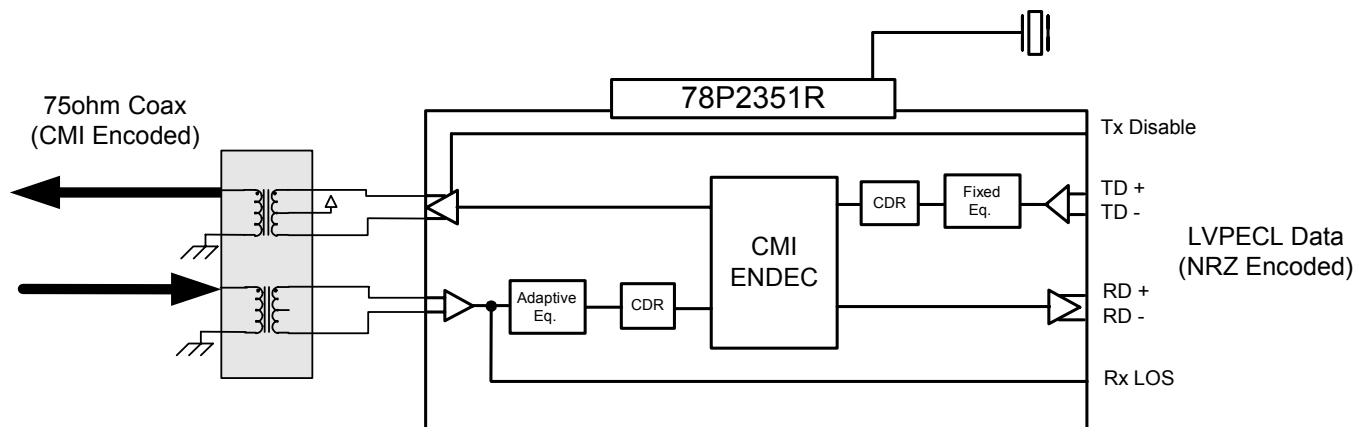 78P2351R
75ohm Coax
(CMI Encoded)
Tx Disable
CDR
Fixed
Eq.
TD +
TD -
CMI
ENDEC
LVPECL Data
(NRZ Encoded)
Adaptive
Eq.
CDR
RD +
RD -
Rx LOS